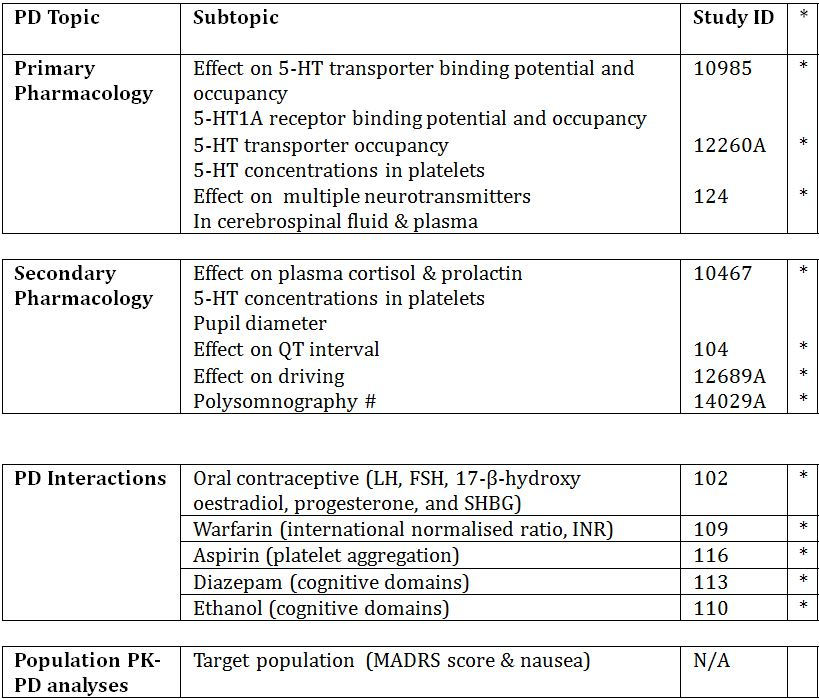 PD Topic Subtopic Study ID *
Primary Effect on 5-HT transporter binding potential and 10985 *
Pharmacology occupancy
5-HT1A receptor binding potential and occupancy
5-HT transporter occupancy 12260A *
5-HT concentrations in platelets
Effect on multiple neurotransmitters 124 *
In cerebrospinal fluid & plasma
Secondary Effect on plasma cortisol & prolactin 10467 *
Pharmacology 5-HT concentrations in platelets
Pupil diameter
Effect on QT interval 104 *
Effect on driving 12689A *
Polysomnography # 14029A *
PD Interactions Oral contraceptive (LH, FSH, 17-β-hydroxy 102 *
oestradiol, progesterone, and SHBG)
Warfarin (international normalised ratio, INR) 109 *
Aspirin (platelet aggregation) 116 *
Diazepam (cognitive domains) 113 *
Ethanol (cognitive domains) 110 *
Population PK- Target population (MADRS score & nausea) N/A
PD analyses